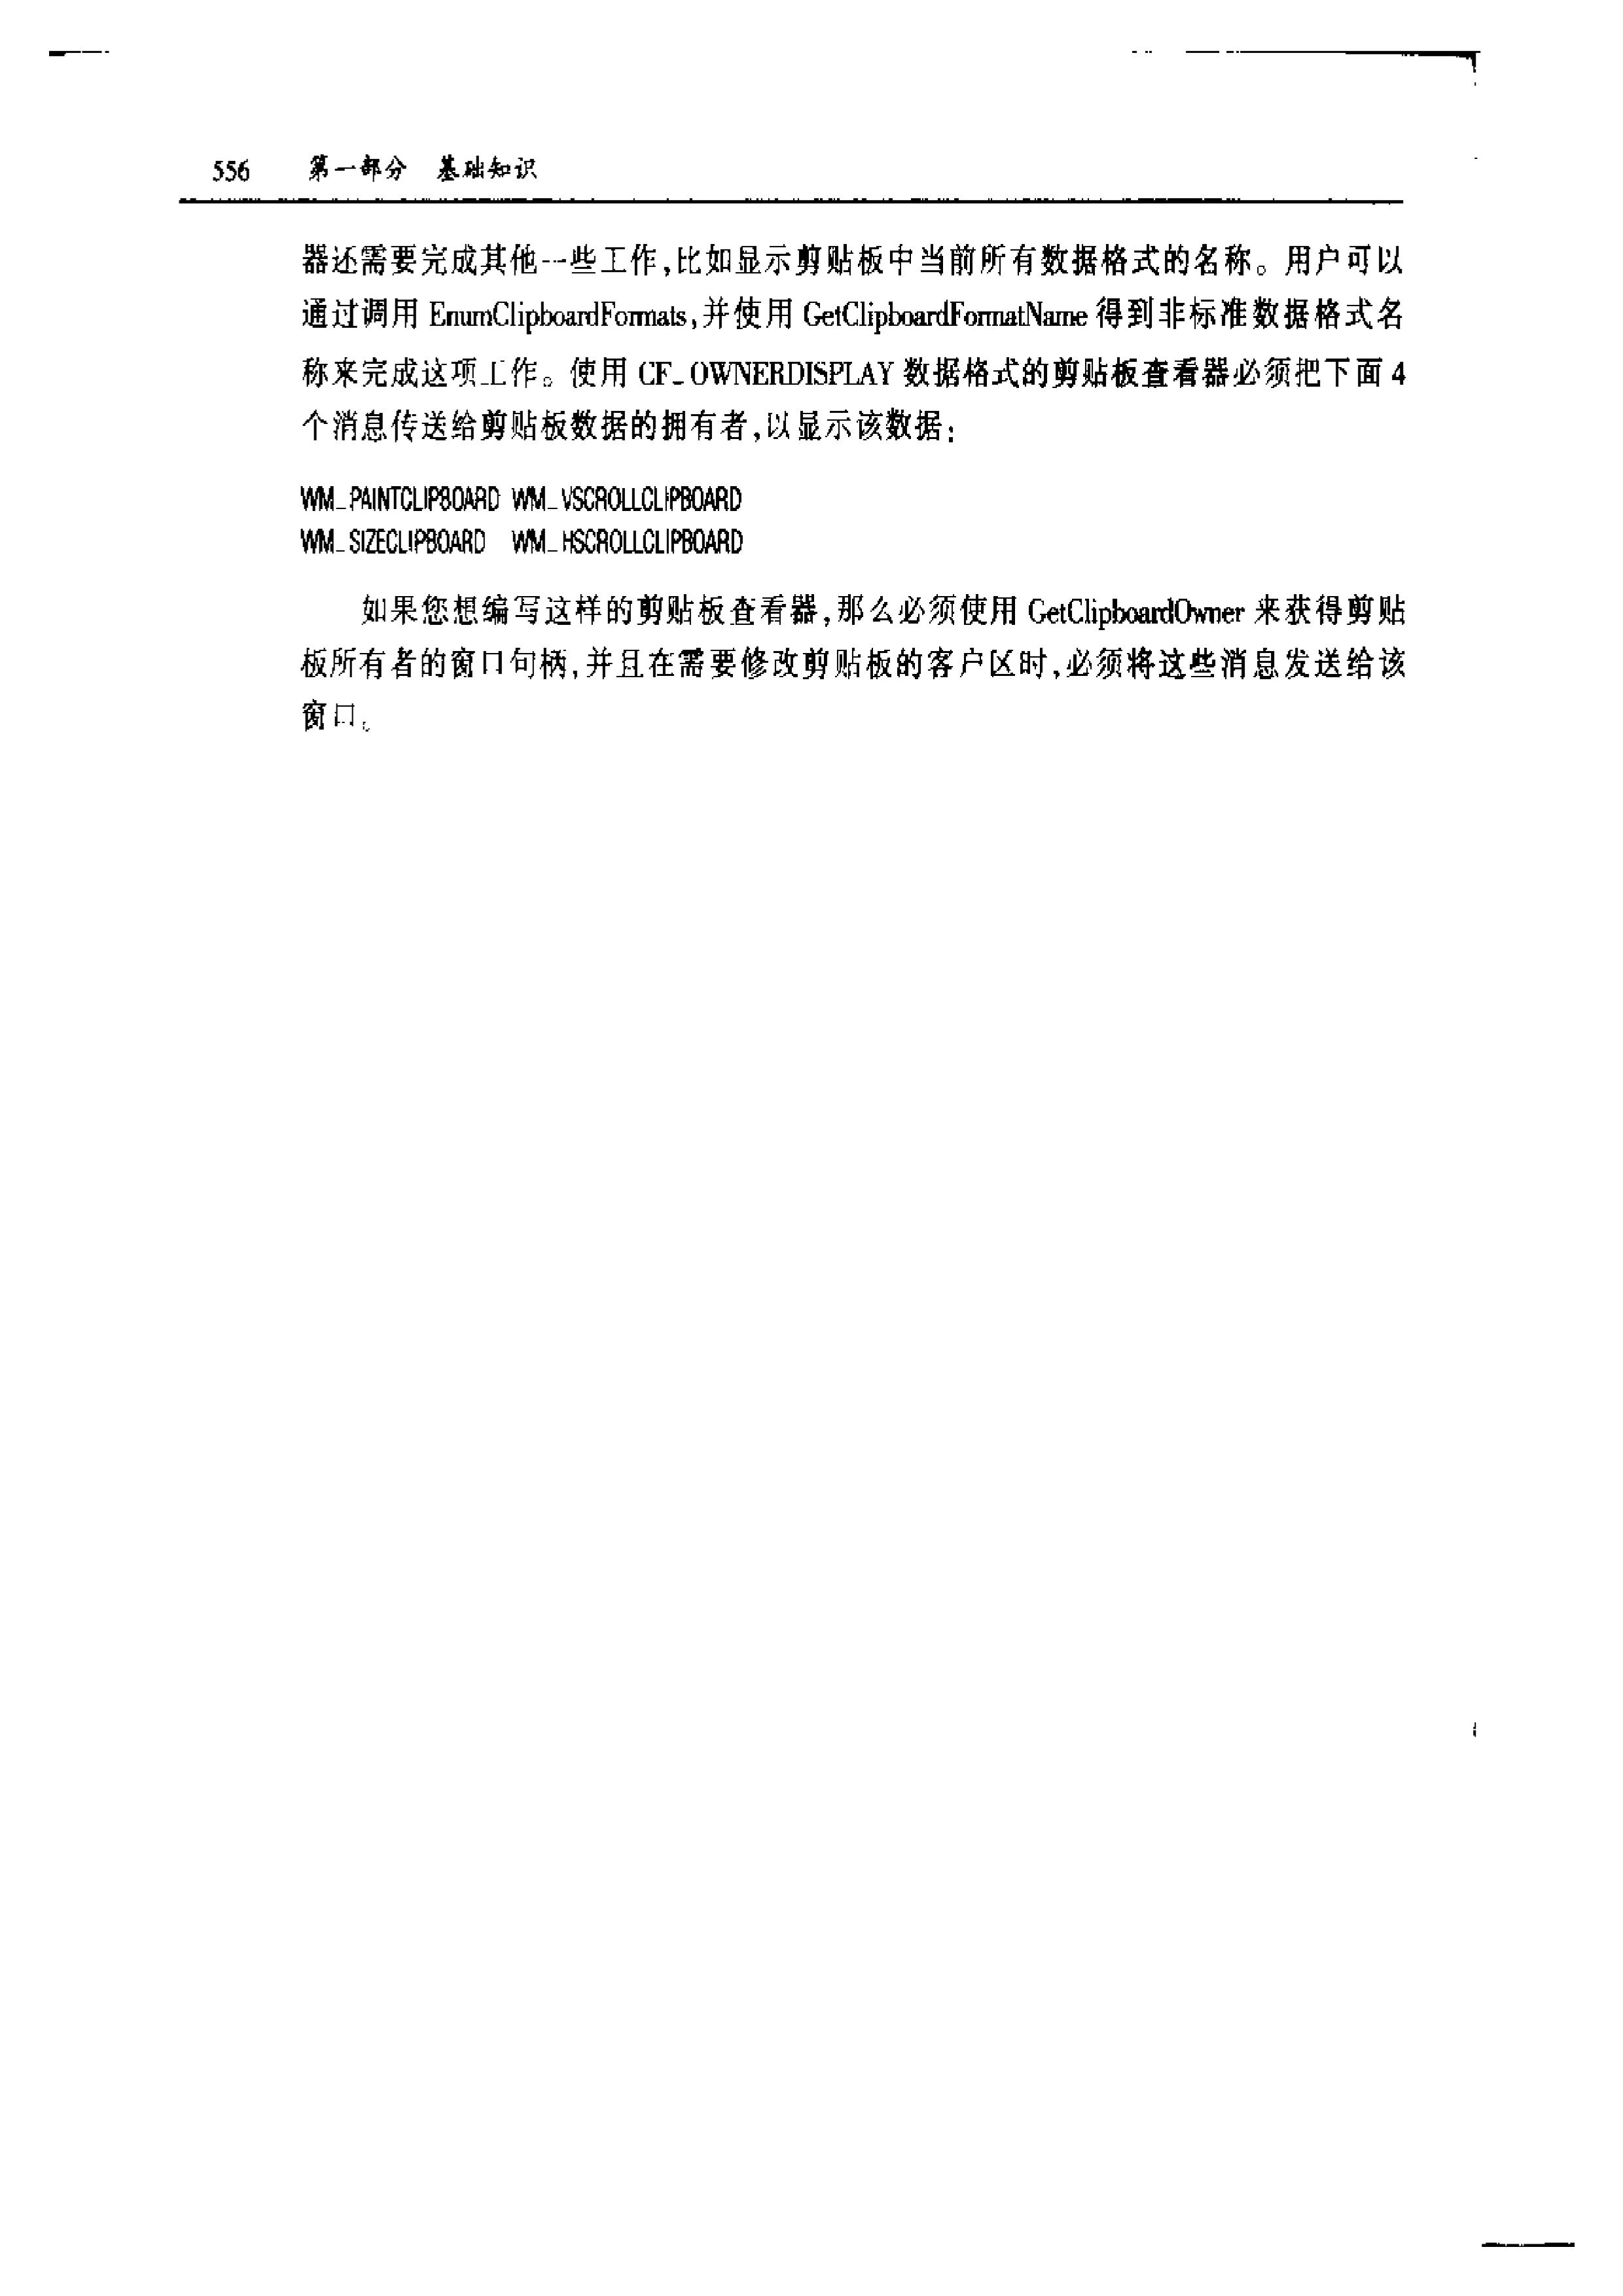 556 第一部分 基础知识
器还需要完成其他一些工作,比如显示剪贴板中当前所有数据格式的名称。用户可以
通过调用 EnumClipboardFormats,并使用 GetClipboardFormatName 得到非标准数据格式名
称来完成这项工作。使用 CF_OWNERDISPLAY 数据格式的剪贴板查看器必须把下面 4
个消息传送给剪贴板数据的拥有者,以显示该数据:
WM_PAINTCLIPBOARD WM_VSCROLLCLIPBOARD
WM_SIZECLIPBOARD WM_HSCROLLCLIPBOARD
如果您想编写这样的剪贴板查看器,那么必须使用 GetClipboardOwner 来获得剪贴
板所有者的窗口句柄,并且在需要修改剪贴板的客户区时,必须将这些消息发送给该
窗口。